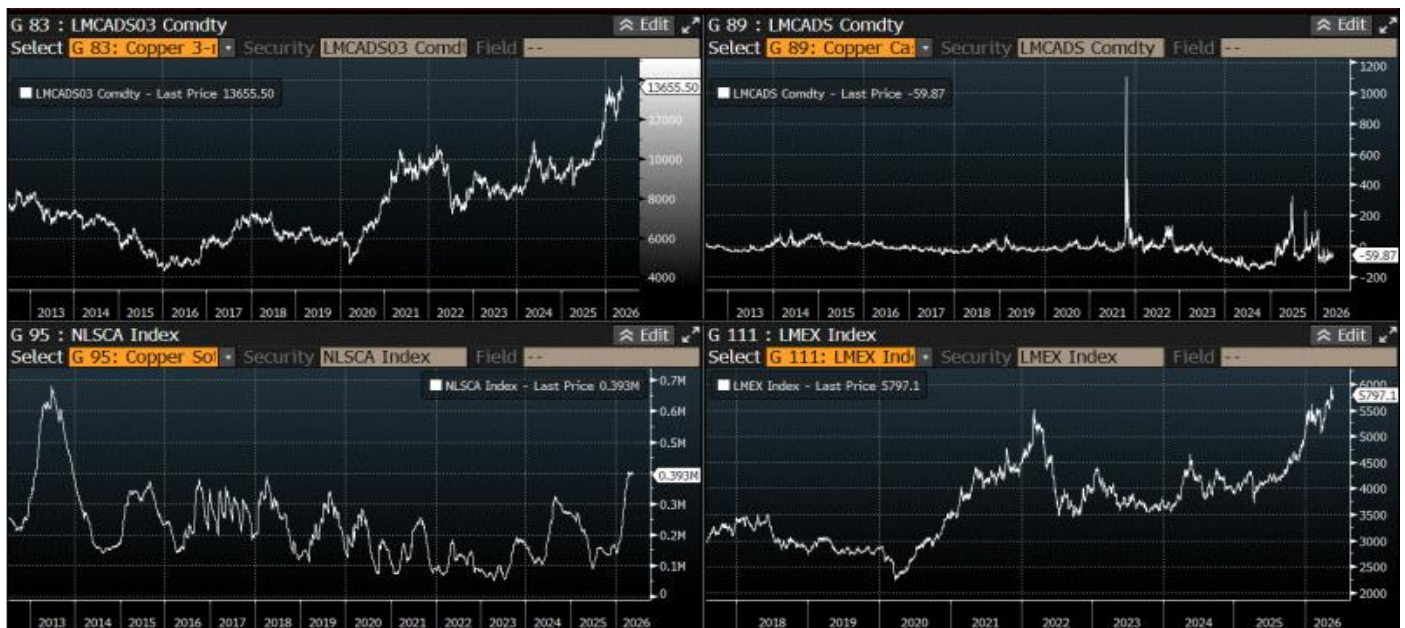 G 83 : LMCADS03 Comdty
Edit
Select G 83: Copper 3-r Security LMCADS03 Comdt Field --
LMCADS03 Comdty - Last Price 13655.50
13655.50
12000
10000
8000
6000
4000
2013 2014 2015 2016 2017 2018 2019 2020 2021 2022 2023 2024 2025 2026
G 89 : LMCADS Comdty
Edit
Select G 89: Copper Ca Security LMCADS Comdty Field --
LMCADS Comdty - Last Price -59.87
1200
1000
800
600
400
200
0
-59.87
-200
2013 2014 2015 2016 2017 2018 2019 2020 2021 2022 2023 2024 2025 2026
G 95 : NLSCA Index
Edit
Select G 95: Copper Sof Security NLSCA Index Field --
NLSCA Index - Last Price 0.393M
0.7M
0.6M
0.5M
0.393M
0.3M
0.2M
0.1M
0
2013 2014 2015 2016 2017 2018 2019 2020 2021 2022 2023 2024 2025 2026
G 111 : LMEX Index
Edit
Select G 111: LMEX Ind Security LMEX Index Field --
LMEX Index - Last Price 5797.1
6000
5797.1
5500
5000
4500
4000
3500
3000
2500
2000
2018 2019 2020 2021 2022 2023 2024 2025 2026